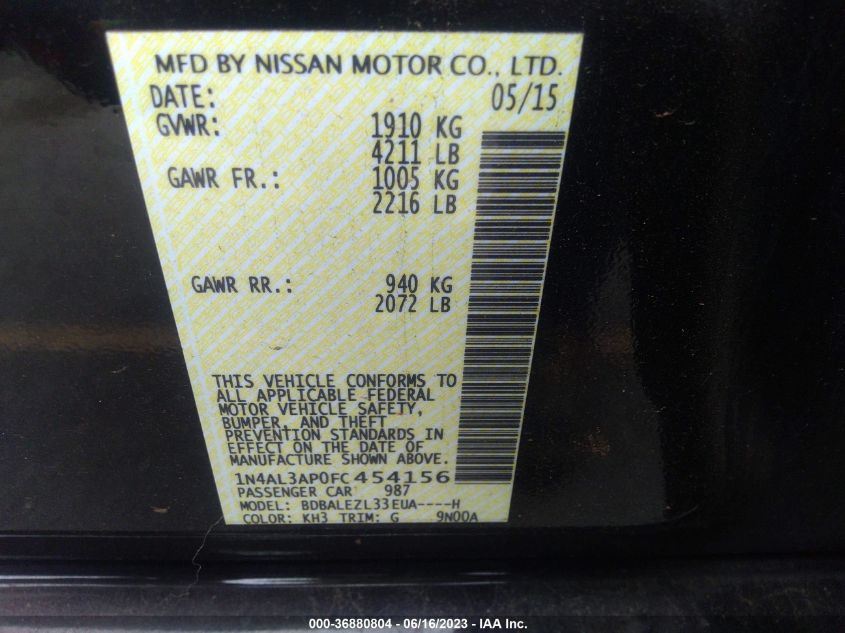 MFD BY NISSAN MOTOR CO., LTD.
DATE: 05/15
GVWR: 1910 KG
4211 LB
GAWR FR.: 1005 KG
2216 LB
GAWR RR.: 940 KG
2072 LB
THIS VEHICLE CONFORMS TO
ALL APPLICABLE FEDERAL
MOTOR VEHICLE SAFETY,
BUMPER, AND THEFT
PREVENTION STANDARDS IN
EFFECT ON THE DATE OF
MANUFACTURE SHOWN ABOVE.
1N4AL3AP0FC454156
PASSENGER CAR 987
MODEL: BDBALEZL33EUA----H
COLOR: KH3 TRIM: G 9N00A
000-36880804 - 06/16/2023 - IAA Inc.